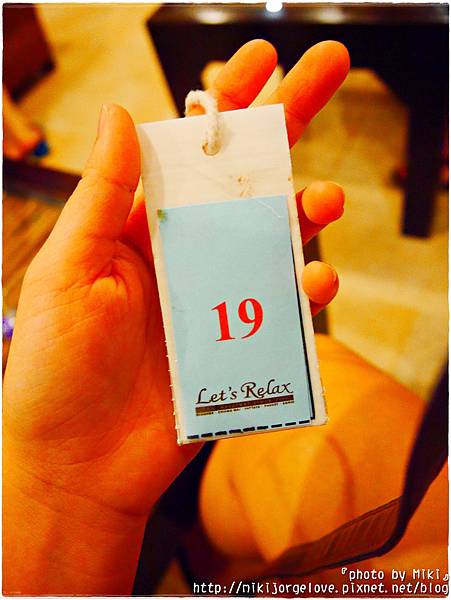 19
Let's Relax
『photo by Miki』
http://nikijorgelove.pixnet.net/blog